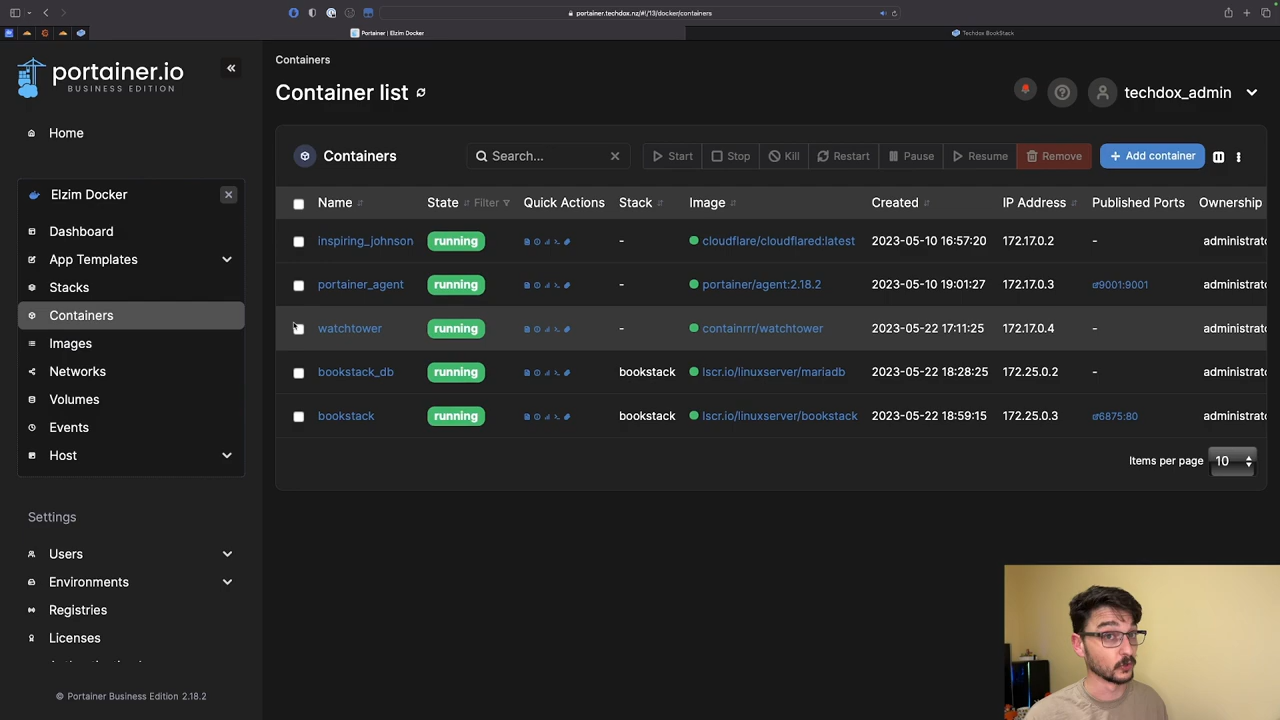 portainer.techdox.nz/#!/13/docker/containers
Portainer | Elzim Docker
Techdox BookStack
portainer.io
BUSINESS EDITION
Home
Elzim Docker
Dashboard
App Templates
Stacks
Containers
Images
Networks
Volumes
Events
Host
Settings
Users
Environments
Registries
Licenses
© Portainer Business Edition 2.18.2
Containers
Container list
techdox_admin
Containers
Search...
Start
Stop
Kill
Restart
Pause
Resume
Remove
+ Add container
Name State Filter Quick Actions Stack Image Created IP Address Published Ports Ownership
inspiring_johnson running - cloudflare/cloudflared:latest 2023-05-10 16:57:20 172.17.0.2 - administrato
portainer_agent running - portainer/agent:2.18.2 2023-05-10 19:01:27 172.17.0.3 9001:9001 administrato
watchtower running - containrrr/watchtower 2023-05-22 17:11:25 172.17.0.4 - administrato
bookstack_db running bookstack lscr.io/linuxserver/mariadb 2023-05-22 18:28:25 172.25.0.2 - administrato
bookstack running bookstack lscr.io/linuxserver/bookstack 2023-05-22 18:59:15 172.25.0.3 6875:80 administrato
Items per page 10